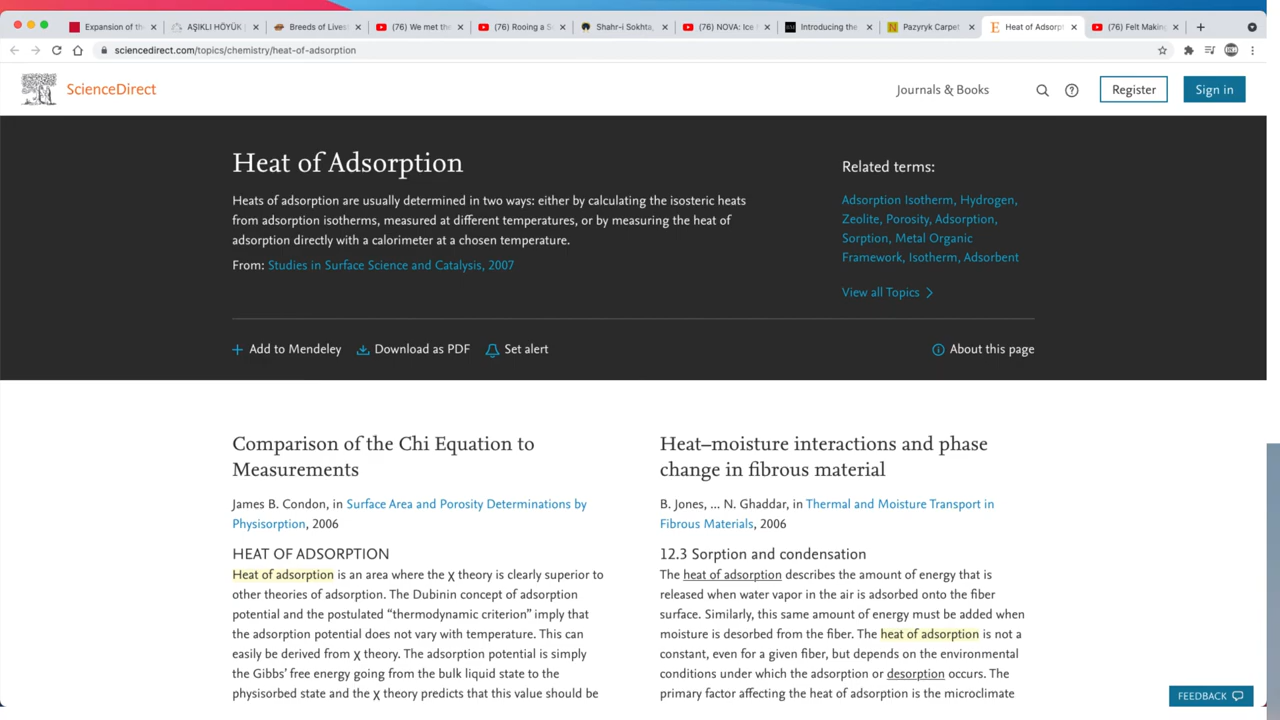 Expansion of th
AŞIKLI HÖYÜK
Breeds of Lives
(76) We met th
(76) Rooing a S
Shahr-i Sokhta,
(76) NOVA: Ice
Introducing the
Pazyryk Carpet
Heat of Adsorpt
(76) Felt Making
sciencedirect.com/topics/chemistry/heat-of-adsorption
ScienceDirect
Journals & Books
Register
Sign in
Heat of Adsorption
Heats of adsorption are usually determined in two ways: either by calculating the isosteric heats
from adsorption isotherms, measured at different temperatures, or by measuring the heat of
adsorption directly with a calorimeter at a chosen temperature.
From: Studies in Surface Science and Catalysis, 2007
Related terms:
Adsorption Isotherm, Hydrogen,
Zeolite, Porosity, Adsorption,
Sorption, Metal Organic
Framework, Isotherm, Adsorbent
View all Topics
Add to Mendeley
Download as PDF
Set alert
About this page
Comparison of the Chi Equation to
Measurements
James B. Condon, in Surface Area and Porosity Determinations by
Physisorption, 2006
HEAT OF ADSORPTION
Heat of adsorption is an area where the χ theory is clearly superior to
other theories of adsorption. The Dubinin concept of adsorption
potential and the postulated “thermodynamic criterion” imply that
the adsorption potential does not vary with temperature. This can
easily be derived from χ theory. The adsorption potential is simply
the Gibbs’ free energy going from the bulk liquid state to the
physisorbed state and the χ theory predicts that this value should be
Heat–moisture interactions and phase
change in fibrous material
B. Jones, ... N. Ghaddar, in Thermal and Moisture Transport in
Fibrous Materials, 2006
12.3 Sorption and condensation
The heat of adsorption describes the amount of energy that is
released when water vapor in the air is adsorbed onto the fiber
surface. Similarly, this same amount of energy must be added when
moisture is desorbed from the fiber. The heat of adsorption is not a
constant, even for a given fiber, but depends on the environmental
conditions under which the adsorption or desorption occurs. The
primary factor affecting the heat of adsorption is the microclimate
FEEDBACK